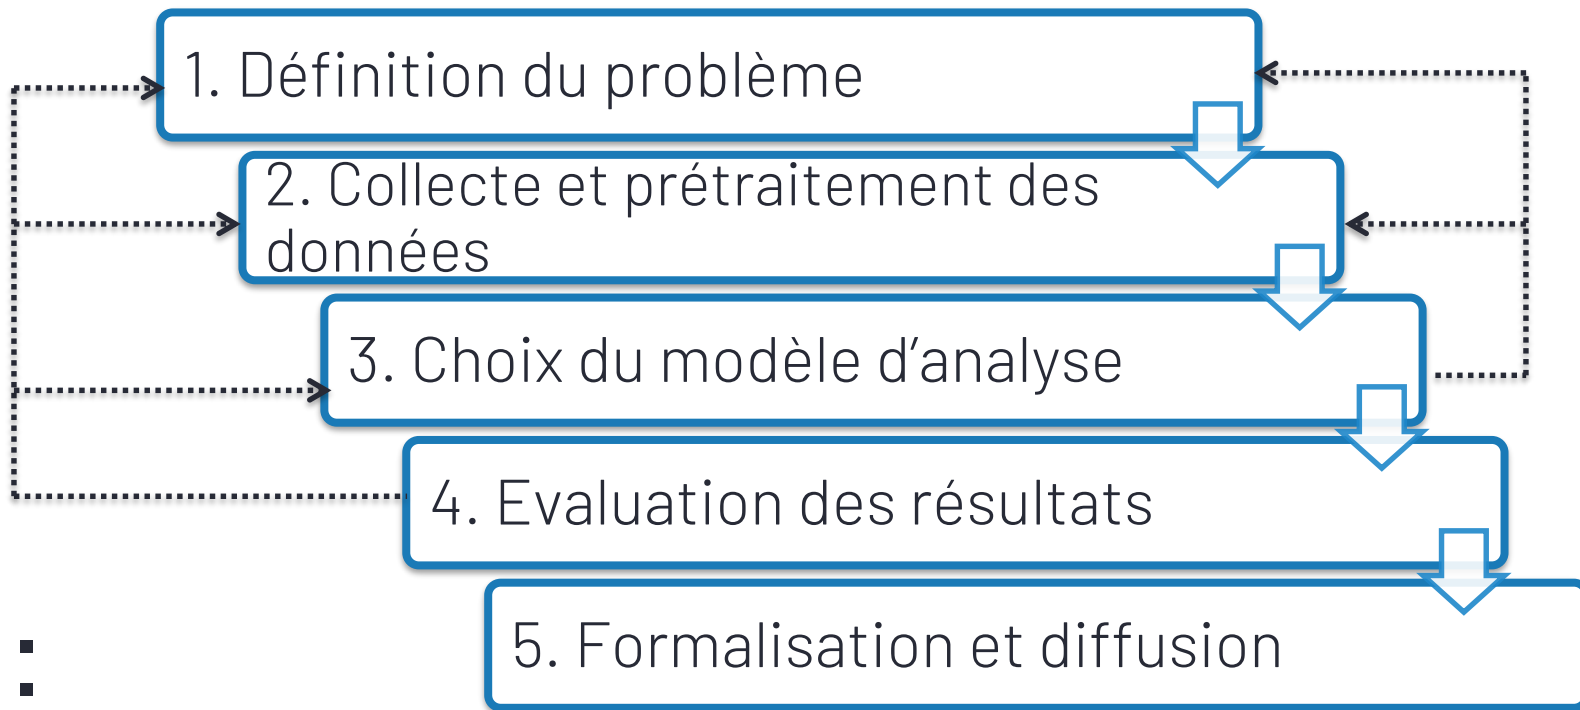 1. Définition du problème
2. Collecte et prétraitement des
données
3. Choix du modèle d’analyse
4. Evaluation des résultats
5. Formalisation et diffusion